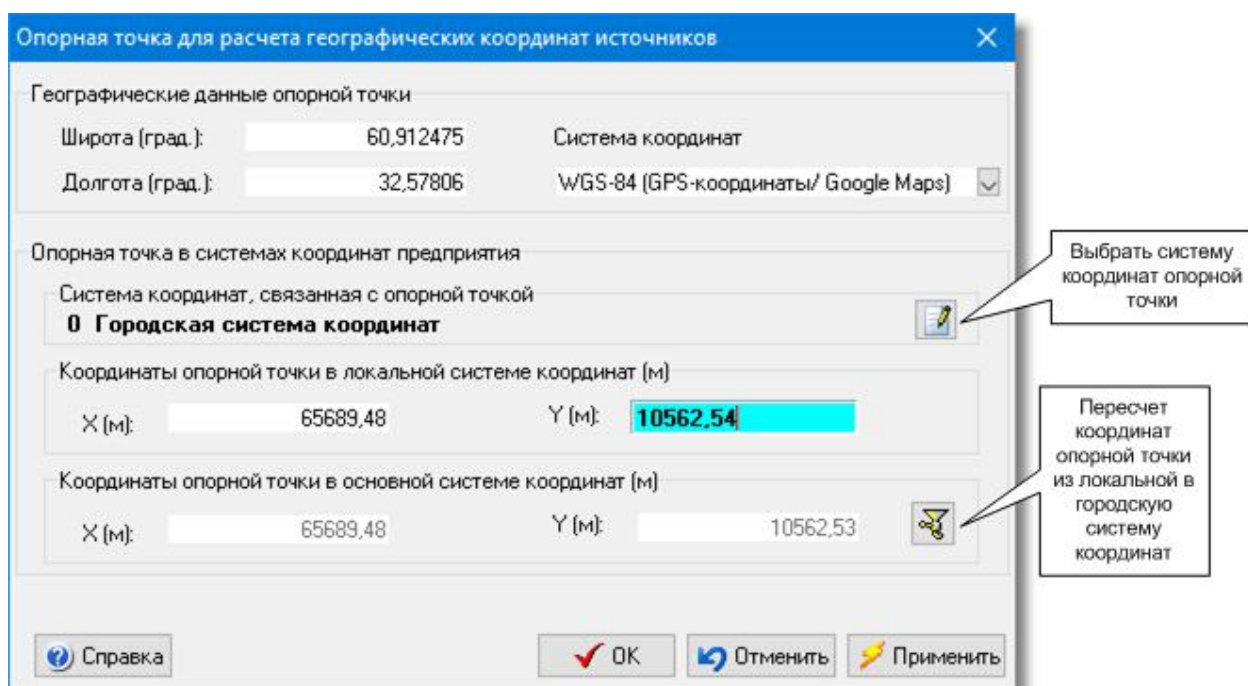 Опорная точка для расчета географических координат источников
Географические данные опорной точки
Широта (град.): 60,912475 Система координат
Долгота (град.): 32,57806 WGS-84 (GPS-координаты/ Google Maps)
Опорная точка в системах координат предприятия
Система координат, связанная с опорной точкой
0 Городская система координат
Координаты опорной точки в локальной системе координат (м)
X (м): 65689,48 Y (м): 10562,54
Координаты опорной точки в основной системе координат (м)
X (м): 65689,48 Y (м): 10562,53
Справка OK Отменить Применить
Выбрать систему
координат опорной
точки
Пересчет
координат
опорной точки
из локальной в
городскую
систему
координат